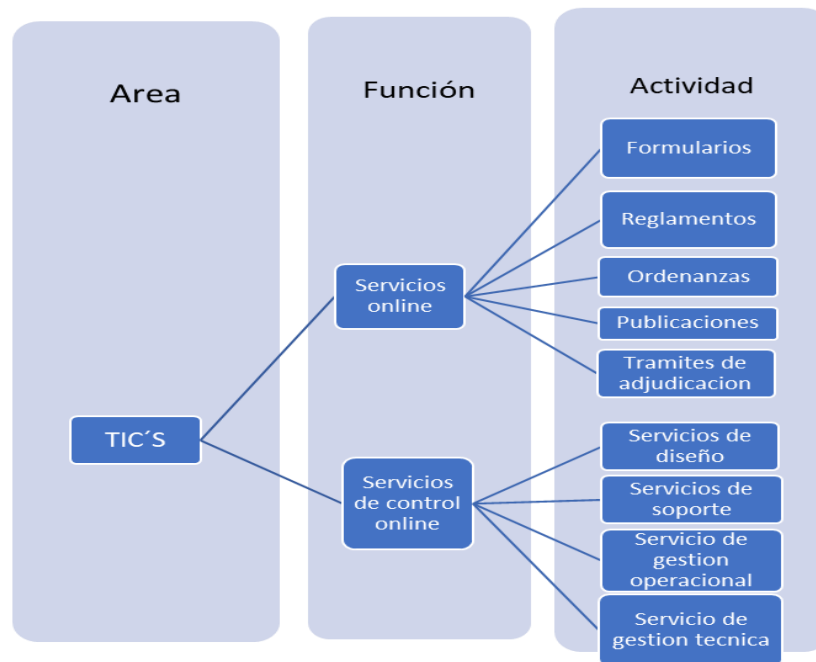 Area
Función
Actividad
TIC´S
Servicios
online
Servicios
de control
online
Formularios
Reglamentos
Ordenanzas
Publicaciones
Tramites de
adjudicacion
Servicios de
diseño
Servicios de
soporte
Servicio de
gestion
operacional
Servicio de
gestion tecnica